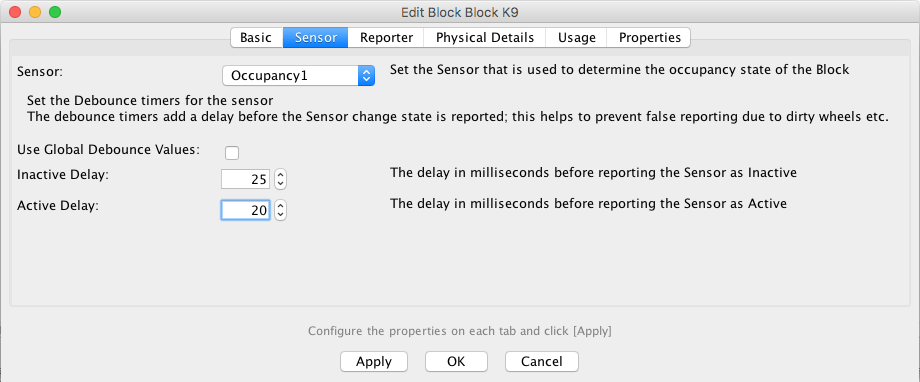 Edit Block Block K9
Basic Sensor Reporter Physical Details Usage Properties
Sensor: Occupancy1 Set the Sensor that is used to determine the occupancy state of the Block
Set the Debounce timers for the sensor
The debounce timers add a delay before the Sensor change state is reported; this helps to prevent false reporting due to dirty wheels etc.
Use Global Debounce Values:
Inactive Delay: 25 The delay in milliseconds before reporting the Sensor as Inactive
Active Delay: 20 The delay in milliseconds before reporting the Sensor as Active
Configure the properties on each tab and click [Apply]
Apply OK Cancel